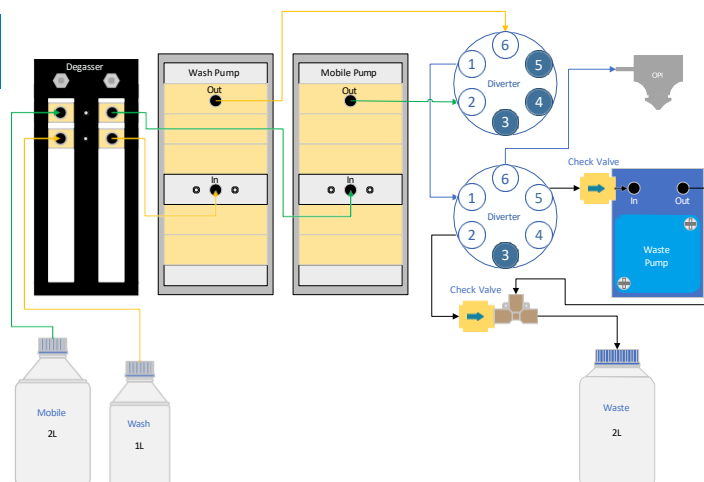 Degasser
Wash Pump
Out
In
Mobile Pump
Out
In
6
1
5
Diverter
2
4
3
OPI
6
1
5
Diverter
2
4
3
Check Valve
In
Out
Waste
Pump
Check Valve
Mobile
2L
Wash
1L
Waste
2L